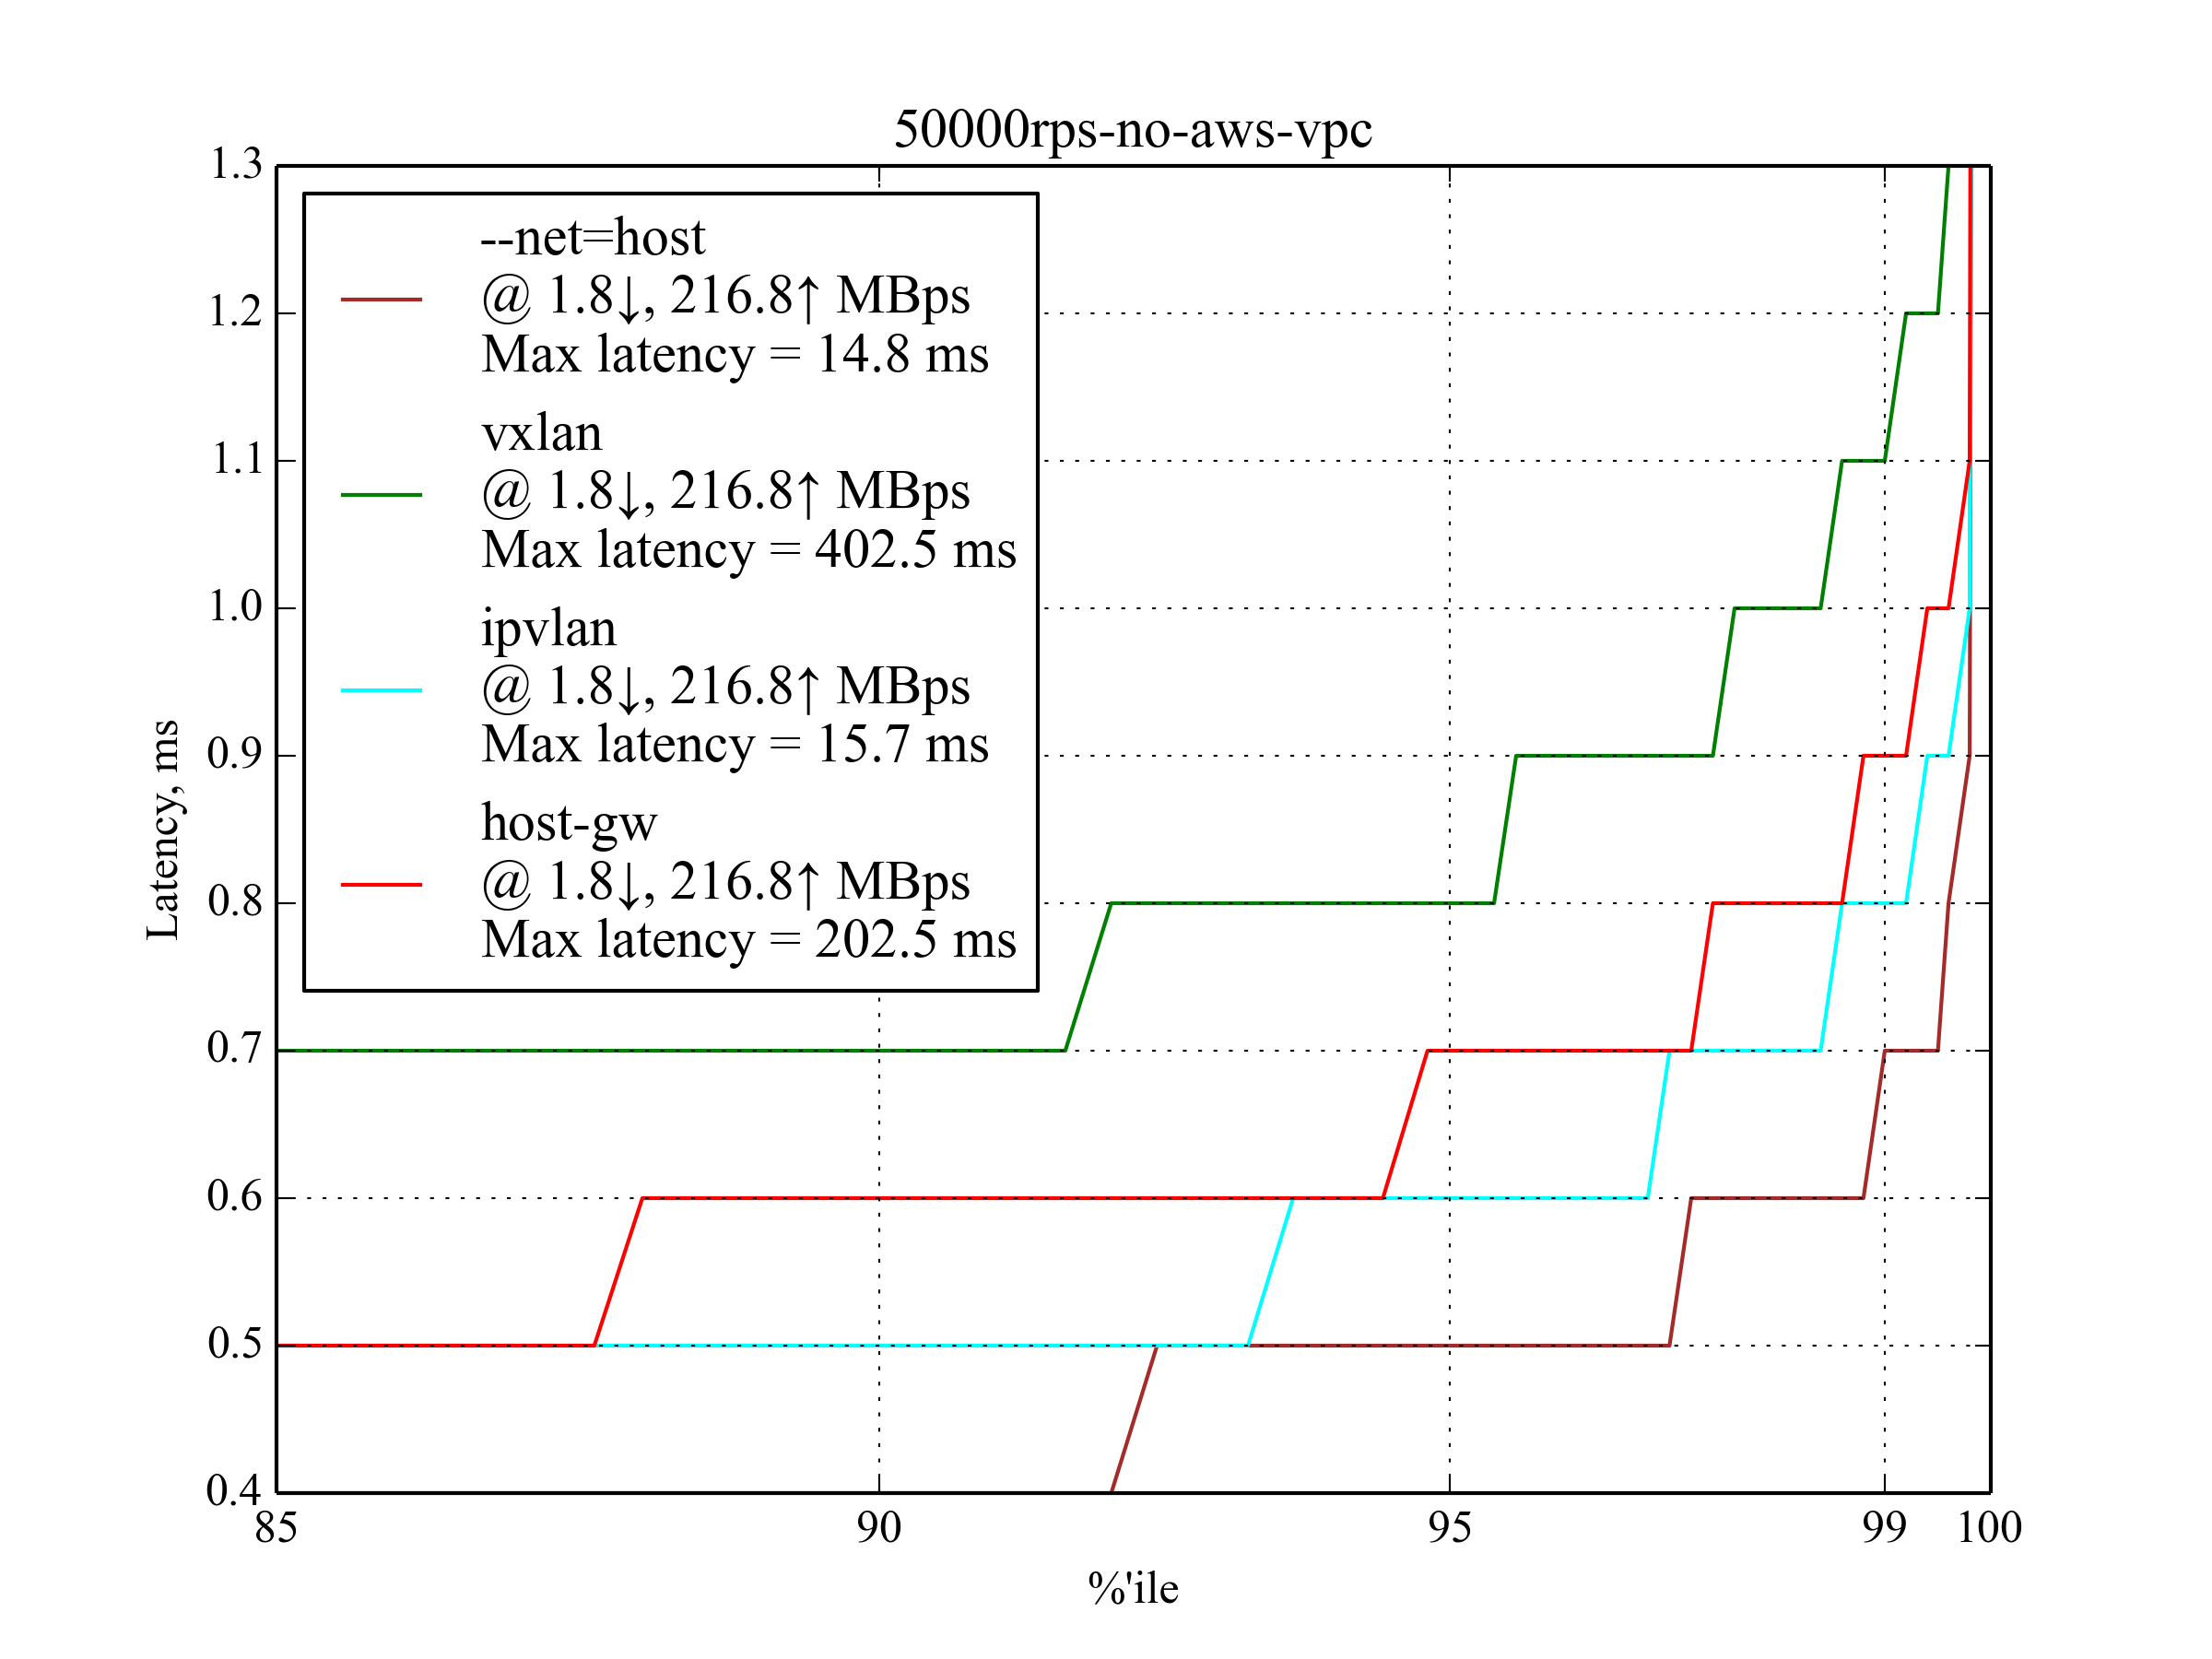 50000rps-no-aws-vpc
--net=host
@ 1.8↓, 216.8↑ MBps
Max latency = 14.8 ms
vxlan
@ 1.8↓, 216.8↑ MBps
Max latency = 402.5 ms
ipvlan
@ 1.8↓, 216.8↑ MBps
Max latency = 15.7 ms
host-gw
@ 1.8↓, 216.8↑ MBps
Max latency = 202.5 ms
Latency, ms
1.3
1.2
1.1
1.0
0.9
0.8
0.7
0.6
0.5
0.4
85 90 95 99 100
%'ile